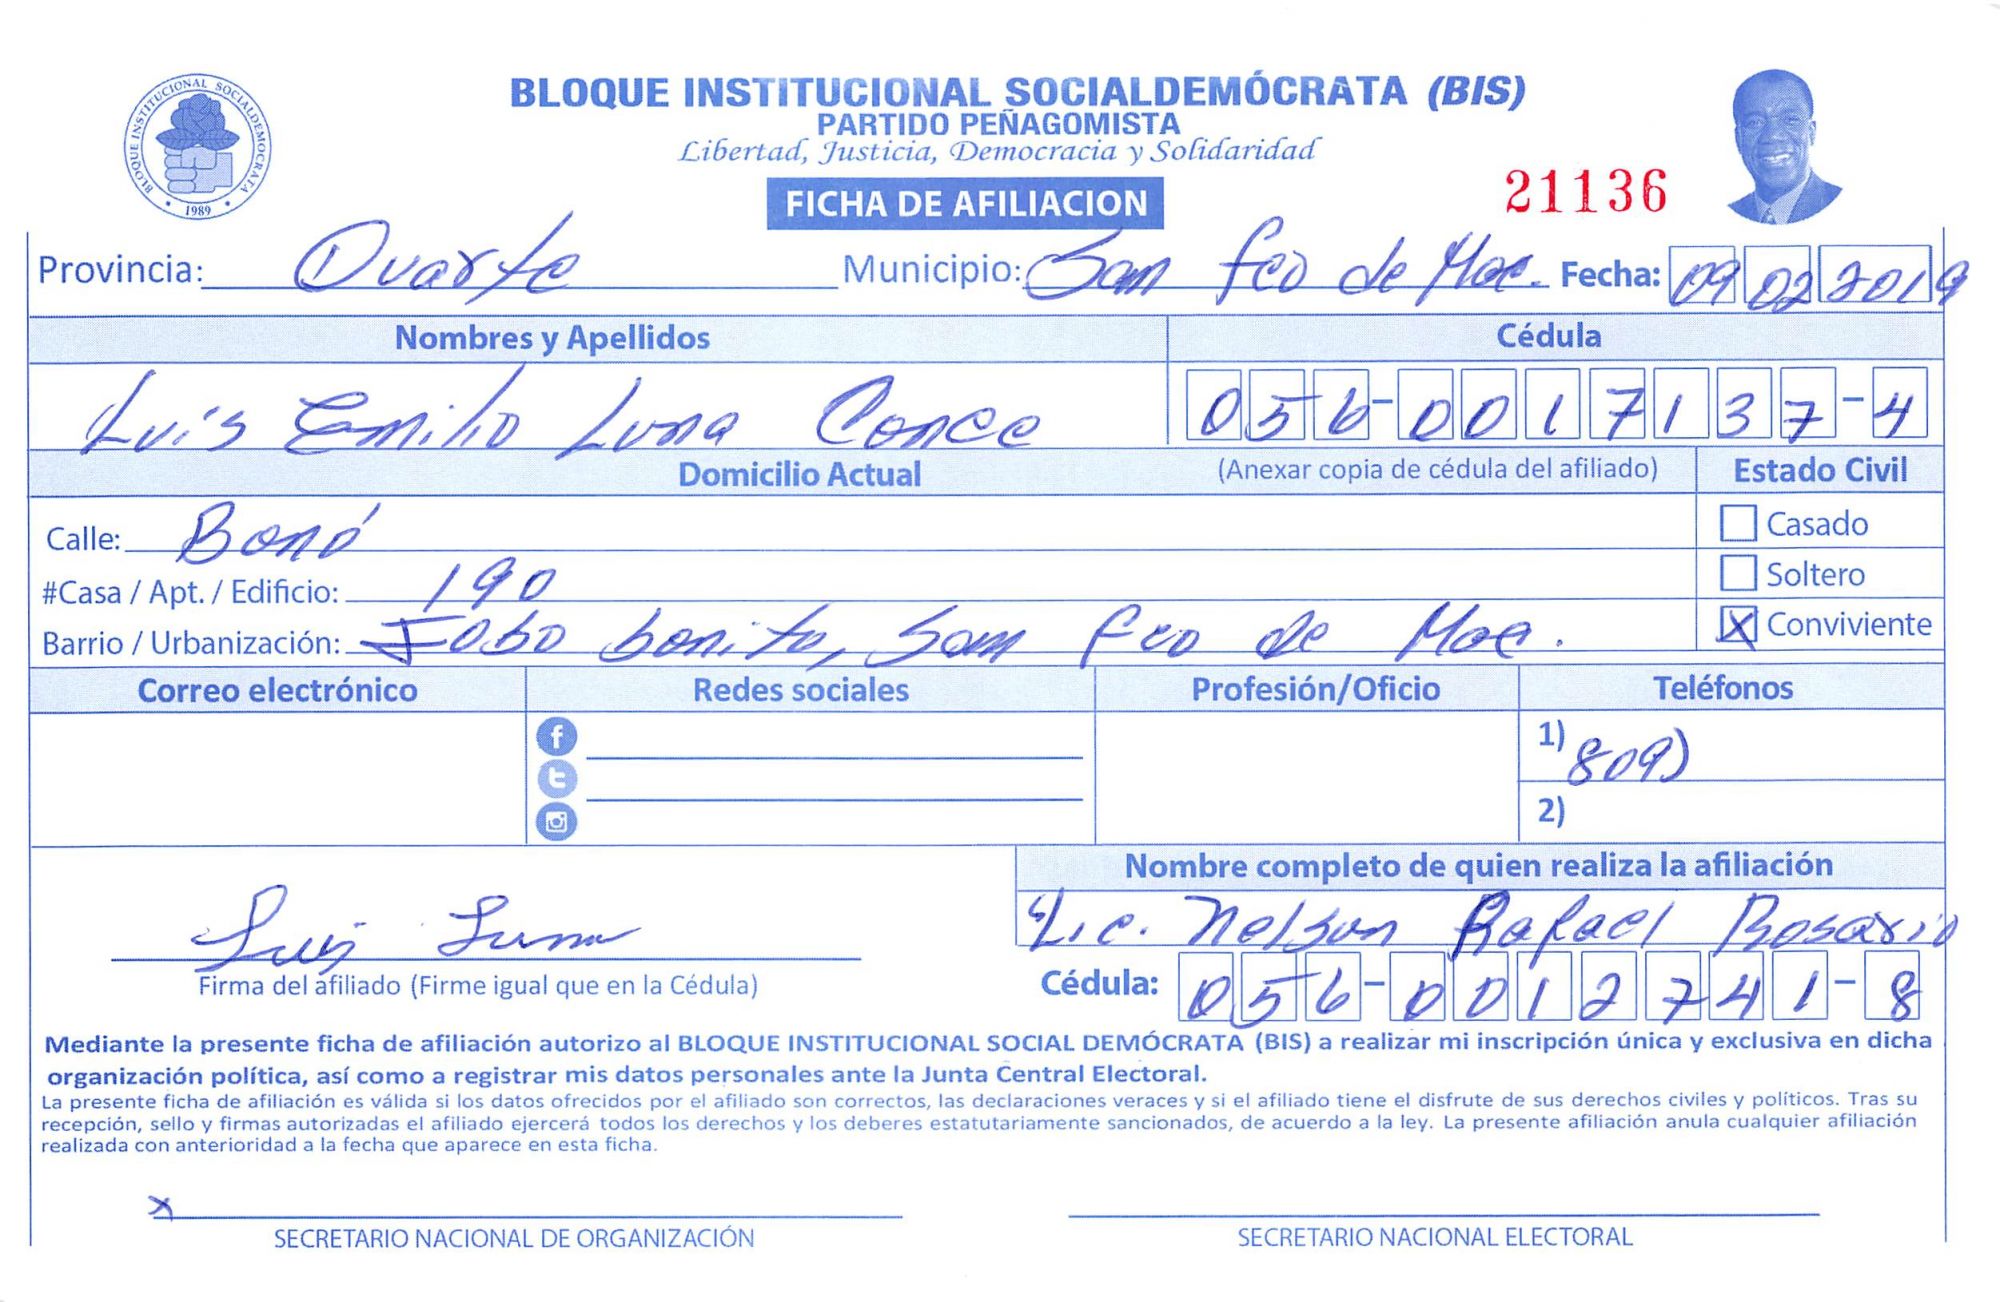 BLOQUE INSTITUCIONAL SOCIALDEMÓCRATA (BIS)
PARTIDO PEÑAGOMISTA
Libertad, Justicia, Democracia y Solidaridad
BLOQUE INSTITUCIONAL SOCIALDEMOCRATA
1989
FICHA DE AFILIACION
21136
Provincia: Duarte Municipio: San Fco de Mac. Fecha: 09 02 2019
Nombres y Apellidos Cédula
Luis Emilio Luna Conce 056-0017137-4
Domicilio Actual (Anexar copia de cédula del afiliado) Estado Civil
Calle: Bonó Casado
#Casa / Apt. / Edificio: 190 Soltero
Barrio / Urbanización: bonito, San Fco de Mac. X Conviviente
Correo electrónico Redes sociales Profesión/Oficio Teléfonos
1) 809)
2)
Nombre completo de quien realiza la afiliación
Lic. Nelson Rafael Rosario
Luis Luna
Firma del afiliado (Firme igual que en la Cédula) Cédula: 056-0012741-8
Mediante la presente ficha de afiliación autorizo al BLOQUE INSTITUCIONAL SOCIAL DEMÓCRATA (BIS) a realizar mi inscripción única y exclusiva en dicha
organización política, así como a registrar mis datos personales ante la Junta Central Electoral.
La presente ficha de afiliación es válida si los datos ofrecidos por el afiliado son correctos, las declaraciones veraces y si el afiliado tiene el disfrute de sus derechos civiles y políticos. Tras su
recepción, sello y firmas autorizadas el afiliado ejercerá todos los derechos y los deberes estatutariamente sancionados, de acuerdo a la ley. La presente afiliación anula cualquier afiliación
realizada con anterioridad a la fecha que aparece en esta ficha.
x
SECRETARIO NACIONAL DE ORGANIZACIÓN SECRETARIO NACIONAL ELECTORAL